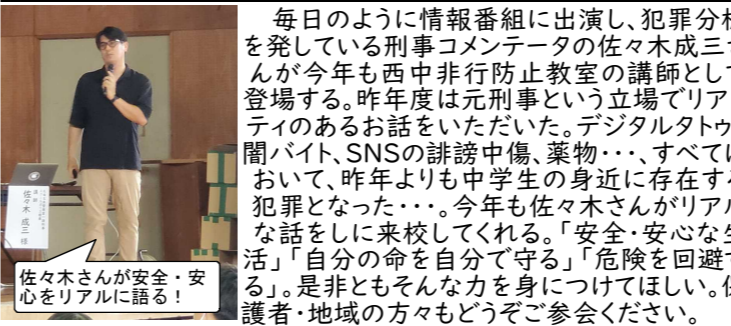 毎日のように情報番組に出演し、犯罪分析
を発している刑事コメンテータの佐々木成三さ
んが今年も西中非行防止教室の講師として
登場する。昨年度は元刑事という立場でリア
ティのあるお話をいただいた。デジタルタトゥ
闇バイト、SNSの誹謗中傷、薬物・・・、すべてに
おいて、昨年よりも中学生の身近に存在する
犯罪となった・・・。今年も佐々木さんがリアル
な話をしに来校してくれる。「安全・安心な生
活」「自分の命を自分で守る」「危険を回避す
る」。是非ともそんな力を身につけてほしい。保
護者・地域の方々もどうぞご参会ください。
講師
佐々木 成三 様
佐々木さんが安全・安
心をリアルに語る！